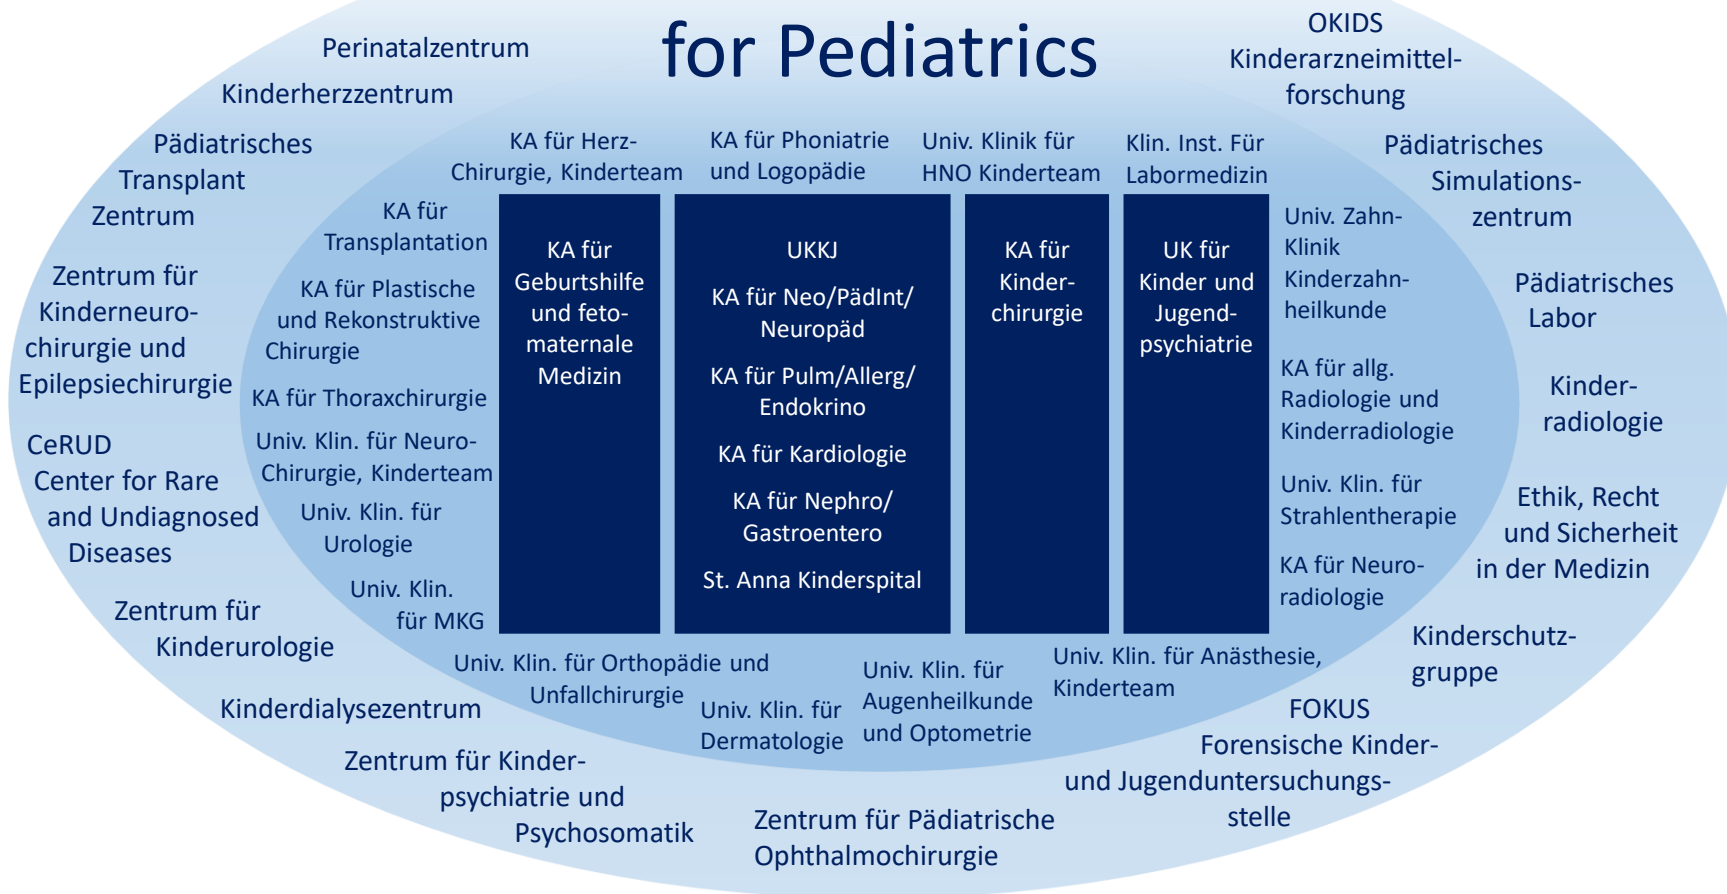 for Pediatrics
Perinatalzentrum
Kinderherzzentrum
Pädiatrisches
Transplant
Zentrum
Zentrum für
Kinderneuro-
chirurgie und
Epilepsiechirurgie
CeRUD
Center for Rare
and Undiagnosed
Diseases
Zentrum für
Kinderurologie
Kinderdialysezentrum
Zentrum für Kinder-
psychiatrie und
Psychosomatik
Zentrum für Pädiatrische
Ophthalmochirurgie
OKIDS
Kinderarzneimittel-
forschung
Pädiatrisches
Simulations-
zentrum
Pädiatrisches
Labor
Kinder-
radiologie
Ethik, Recht
und Sicherheit
in der Medizin
Kinderschutz-
gruppe
FOKUS
Forensische Kinder-
und Jugenduntersuchungs-
stelle
KA für Herz-
Chirurgie, Kinderteam
KA für Phoniatrie
und Logopädie
Univ. Klinik für
HNO Kinderteam
Klin. Inst. Für
Labormedizin
KA für
Transplantation
KA für Plastische
und Rekonstruktive
Chirurgie
KA für Thoraxchirurgie
Univ. Klin. für Neuro-
Chirurgie, Kinderteam
Univ. Klin. für
Urologie
Univ. Klin.
für MKG
KA für
Geburtshilfe
und feto-
maternale
Medizin
UKKJ
KA für Neo/PädInt/
Neuropäd
KA für Pulm/Allerg/
Endokrino
KA für Kardiologie
KA für Nephro/
Gastroentero
St. Anna Kinderspital
KA für
Kinder-
chirurgie
UK für
Kinder und
Jugend-
psychiatrie
Univ. Zahn-
Klinik
Kinderzahn-
heilkunde
KA für allg.
Radiologie und
Kinderradiologie
Univ. Klin. für
Strahlentherapie
KA für Neuro-
radiologie
Univ. Klin. für Orthopädie und
Unfallchirurgie
Univ. Klin. für
Dermatologie
Univ. Klin. für
Augenheilkunde
und Optometrie
Univ. Klin. für Anästhesie,
Kinderteam